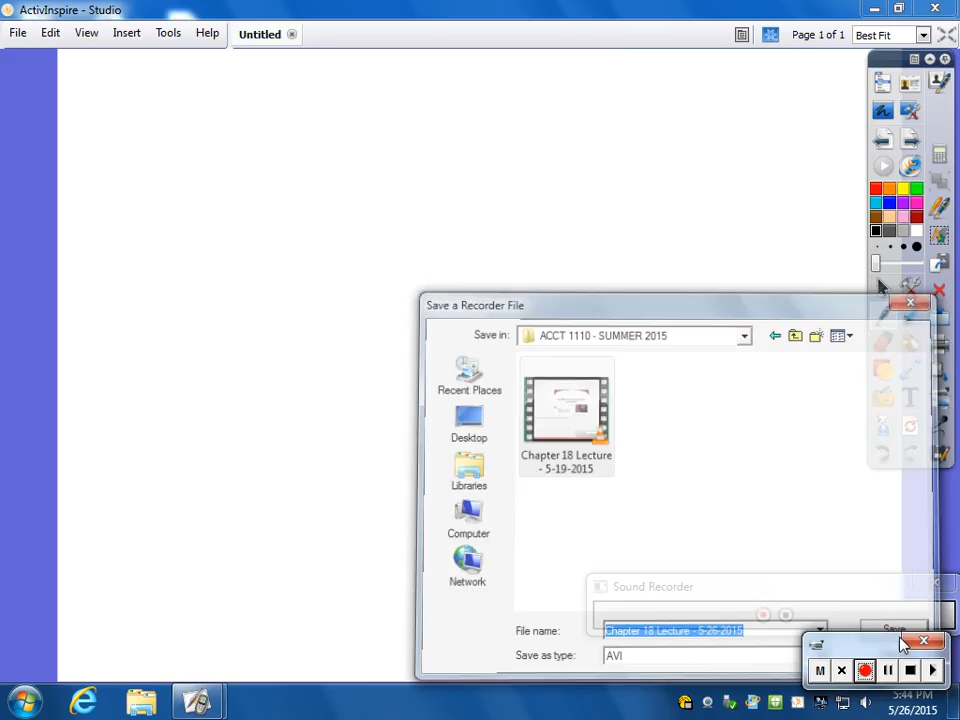 ActivInspire - Studio
File Edit View Insert Tools Help Untitled Page 1 of 1 Best Fit
Save a Recorder File
Save in: ACCT 1110 - SUMMER 2015
Recent Places
Desktop
Libraries
Computer
Network
Chapter 18 Lecture
- 5-19-2015
Sound Recorder
File name: Chapter 18 Lecture - 5-26-2015 Save
Save as type: AVI
M
T
5:44 PM
5/26/2015